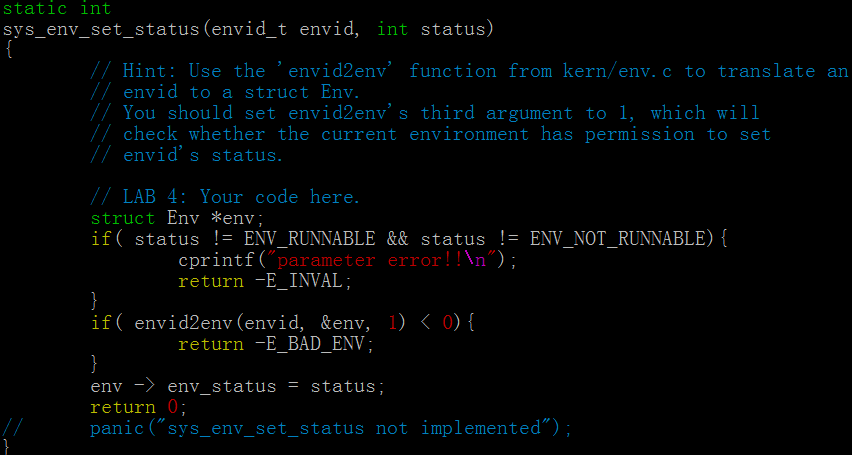 static int
sys_env_set_status(envid_t envid, int status)
{
        // Hint: Use the 'envid2env' function from kern/env.c to translate an
        // envid to a struct Env.
        // You should set envid2env's third argument to 1, which will
        // check whether the current environment has permission to set
        // envid's status.

        // LAB 4: Your code here.
        struct Env *env;
        if( status != ENV_RUNNABLE && status != ENV_NOT_RUNNABLE){
                cprintf("parameter error!!\n");
                return -E_INVAL;
        }
        if( envid2env(envid, &env, 1) < 0){
                return -E_BAD_ENV;
        }
        env -> env_status = status;
        return 0;
//      panic("sys_env_set_status not implemented");
}